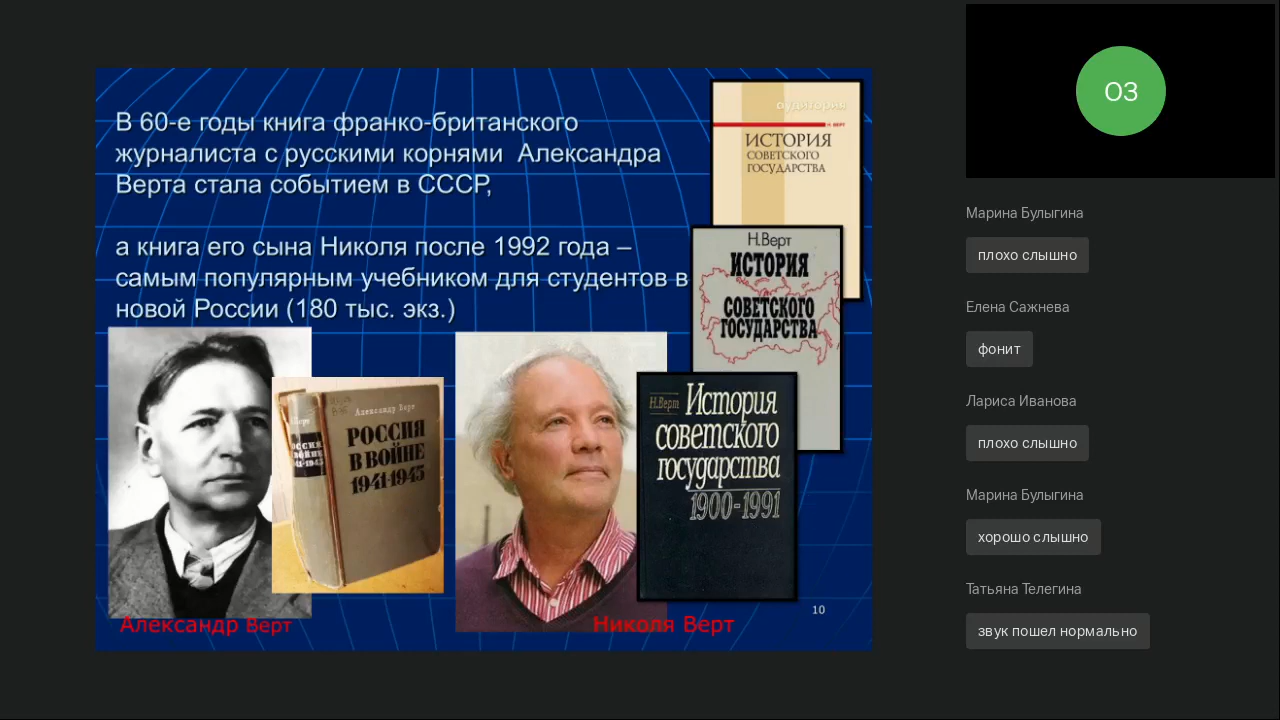 В 60-е годы книга франко-британского
журналиста с русскими корнями Александра
Верта стала событием в СССР,
а книга его сына Николя после 1992 года –
самым популярным учебником для студентов в
новой России (180 тыс. экз.)
аудитория
Н. ВЕРТ
ИСТОРИЯ
СОВЕТСКОГО
ГОСУДАРСТВА
Н.Верт
ИСТОРИЯ
СОВЕТСКОГО
ГОСУДАРСТВА
Н.Верт
История
советского
государства
1900-1991
Александр Верт
РОССИЯ
В ВОЙНЕ
1941-1945
Александр Верт
Николя Верт
10
ОЗ
Марина Булыгина
плохо слышно
Елена Сажнева
фонит
Лариса Иванова
плохо слышно
Марина Булыгина
хорошо слышно
Татьяна Телегина
звук пошел нормально